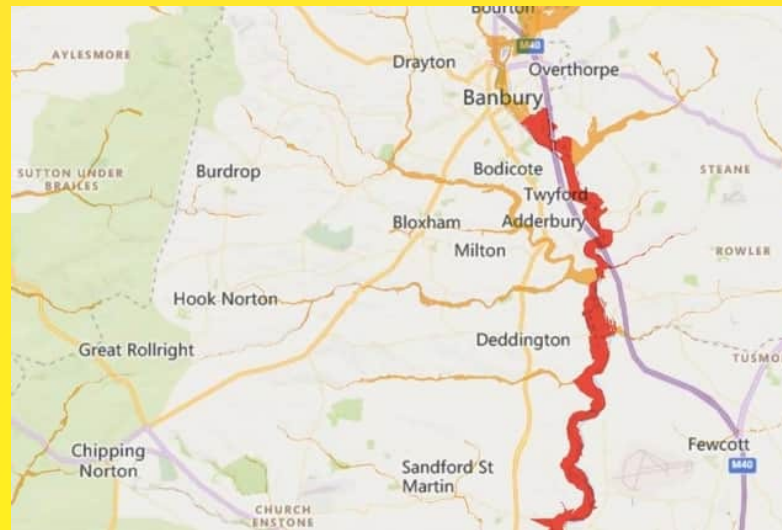 Bourton
M40
AYLESMORE
Drayton
Overthorpe
Banbury
SUTTON UNDER
BRAILES
Burdrop
Bodicote
STEANE
Twyford
Bloxham
Adderbury
Milton
ROWLER
Hook Norton
Great Rollright
Deddington
Chipping
Norton
Fewcott
M40
Sandford St
Martin
CHURCH
ENSTONE